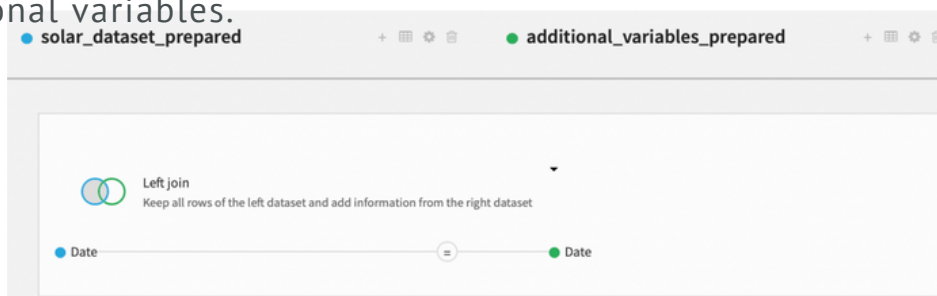 onal variables.
solar_dataset_prepared additional_variables_prepared
Left join
Keep all rows of the left dataset and add information from the right dataset
Date = Date